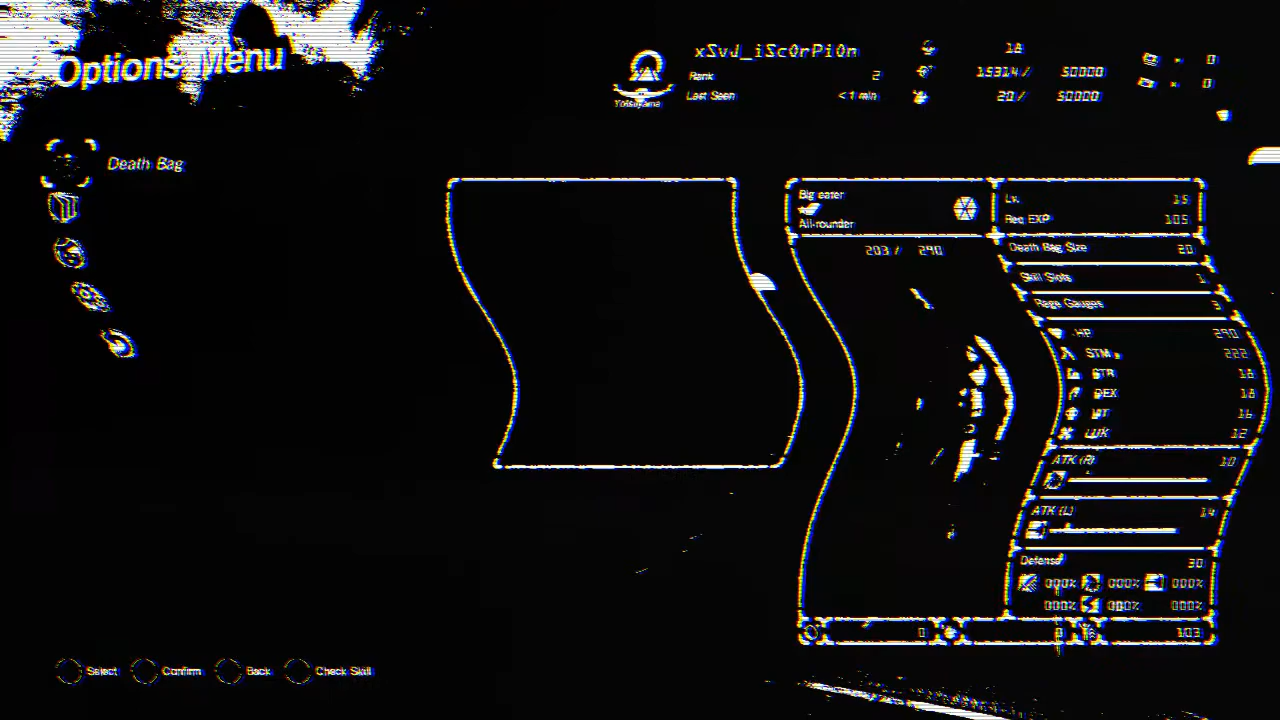 Options Menu
xSvJ_iSc0rPi0n
Rank 2
Last Seen < 1 min
Yotsuyama
18
15314 / 50000
20 / 50000
0
0
Death Bag
Big eater
All-rounder
203 / 290
Lv. 15
Req EXP 105
Death Bag Size 20
Skill Slots 1
Rage Gauges 3
HP 290
STM 222
STR 18
DEX 18
VIT 16
LUK 12
ATK (R) 10
ATK (L) 14
Defense 30
000% 000% 000%
000% 000% 000%
0 0 103
Select Confirm Back Check Skill